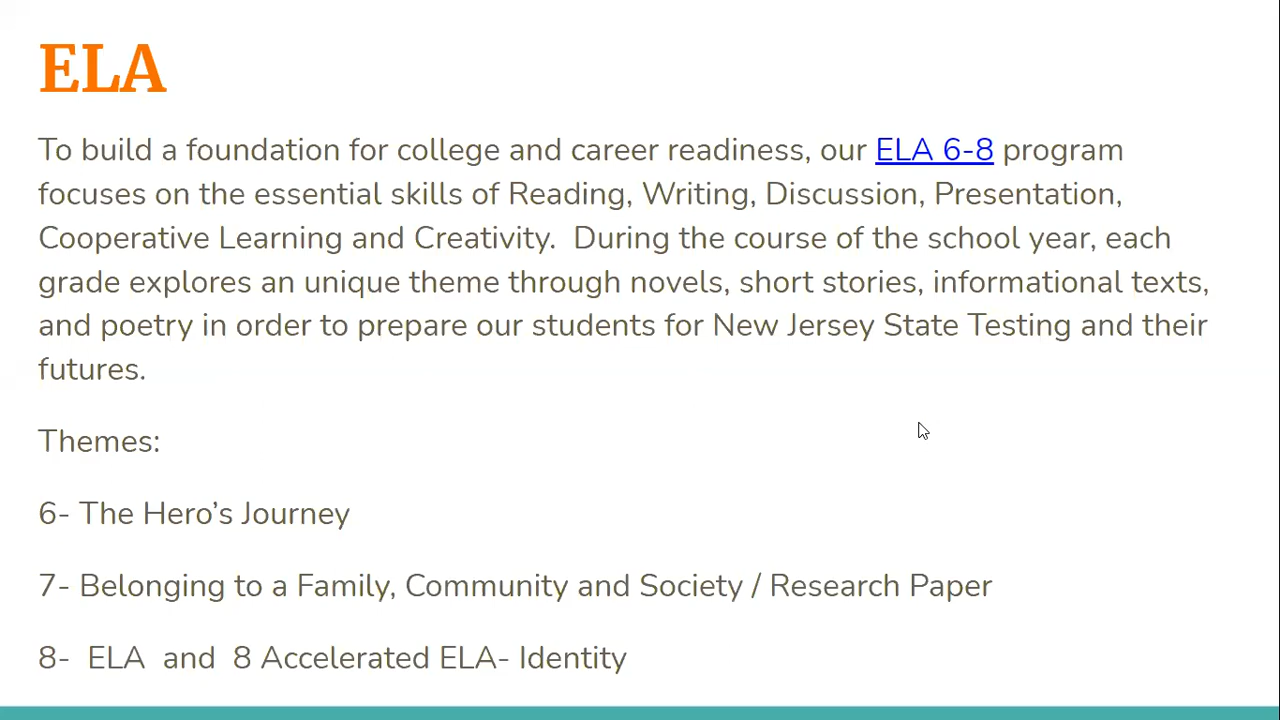 ELA
To build a foundation for college and career readiness, our ELA 6-8 program
focuses on the essential skills of Reading, Writing, Discussion, Presentation,
Cooperative Learning and Creativity.  During the course of the school year, each
grade explores an unique theme through novels, short stories, informational texts,
and poetry in order to prepare our students for New Jersey State Testing and their
futures.
Themes:
6- The Hero’s Journey
7- Belonging to a Family, Community and Society / Research Paper
8-  ELA  and  8 Accelerated ELA- Identity